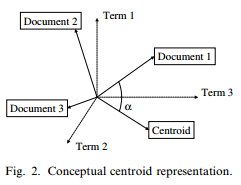 Term 1
Document 2
Document 1
Term 3
Document 3
α
Centroid
Term 2
Fig. 2. Conceptual centroid representation.